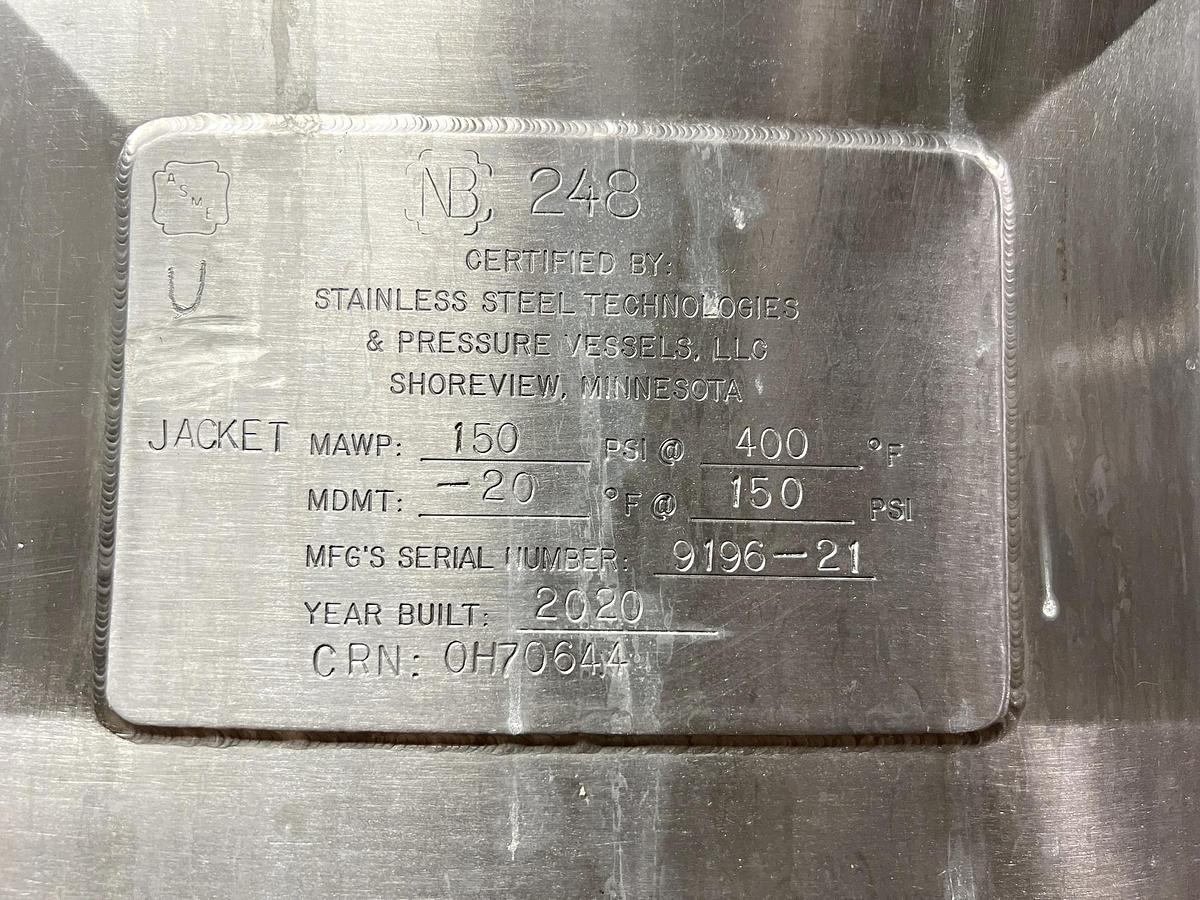 ASME NB 248
U CERTIFIED BY:
STAINLESS STEEL TECHNOLOGIES
& PRESSURE VESSELS, LLC
SHOREVIEW, MINNESOTA
JACKET MAWP: 150 PSI @ 400 °F
MDMT: -20 °F @ 150 PSI
MFG'S SERIAL NUMBER: 9196-21
YEAR BUILT: 2020
CRN: 0H70644